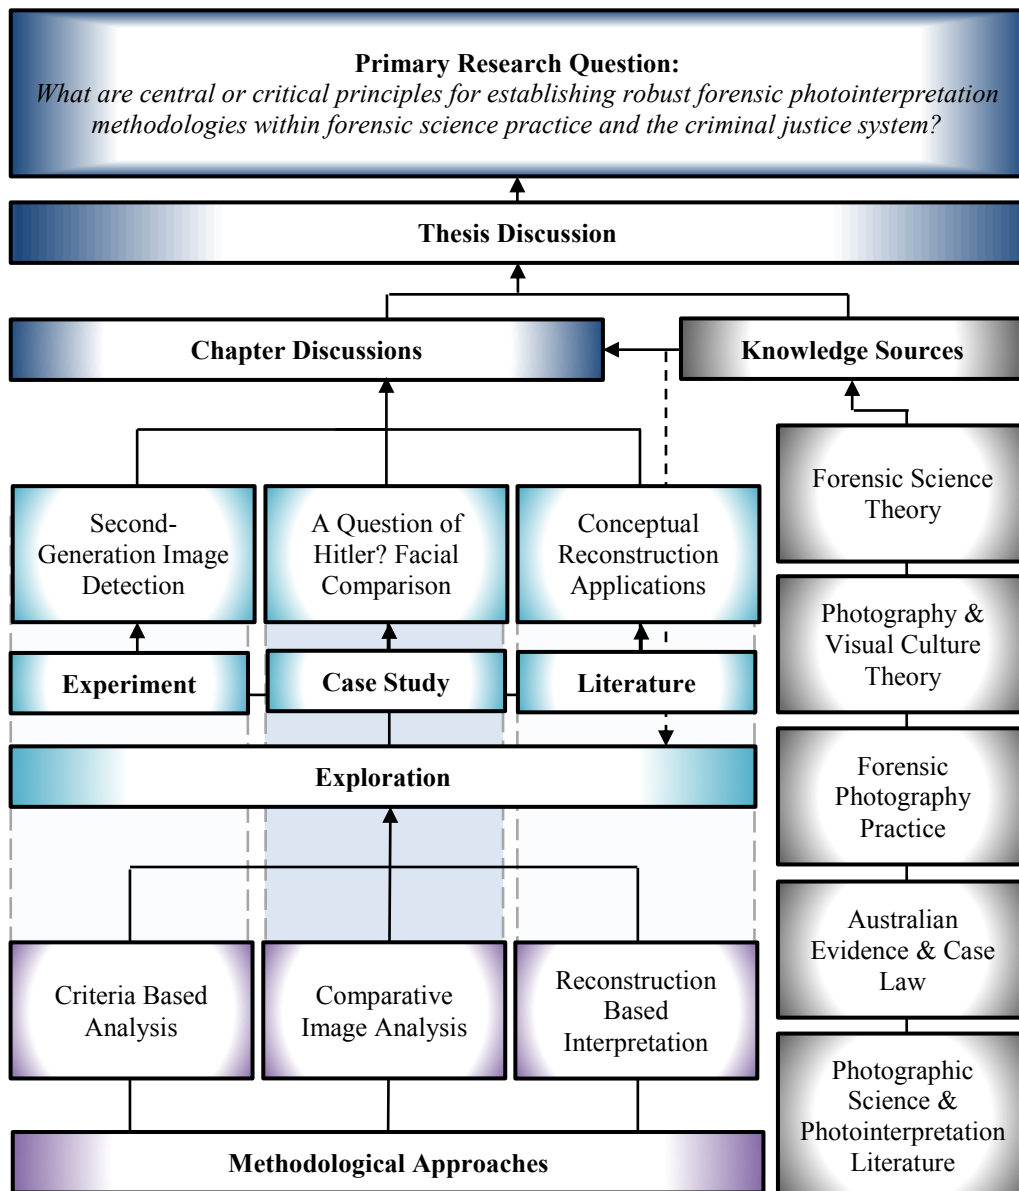 Primary Research Question:
What are central or critical principles for establishing robust forensic photointerpretation
methodologies within forensic science practice and the criminal justice system?
Thesis Discussion
Chapter Discussions
Knowledge Sources
Second-
Generation Image
Detection
A Question of
Hitler? Facial
Comparison
Conceptual
Reconstruction
Applications
Forensic Science
Theory
Photography &
Visual Culture
Theory
Experiment
Case Study
Literature
Exploration
Forensic
Photography
Practice
Criteria Based
Analysis
Comparative
Image Analysis
Reconstruction
Based
Interpretation
Australian
Evidence & Case
Law
Photographic
Science &
Photointerpretation
Literature
Methodological Approaches